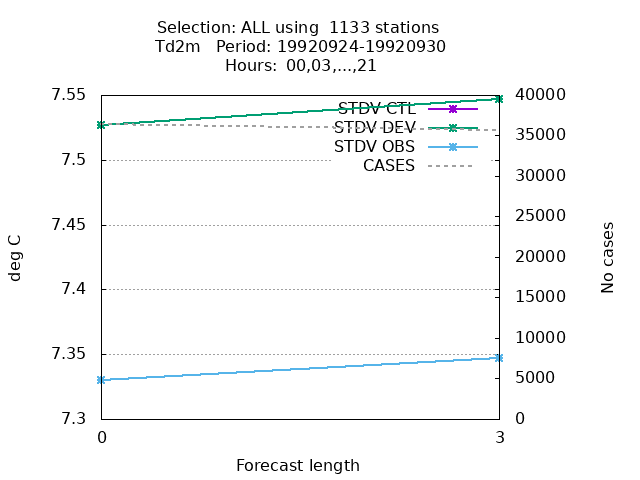 Selection: ALL using  1133 stations
Td2m   Period: 19920924-19920930
Hours:  00,03,...,21
STDV CTL
STDV DEV
STDV OBS
CASES
7.55
7.5
7.45
7.4
7.35
7.3
40000
35000
30000
25000
20000
15000
10000
5000
0
deg C
No cases
0
3
Forecast length